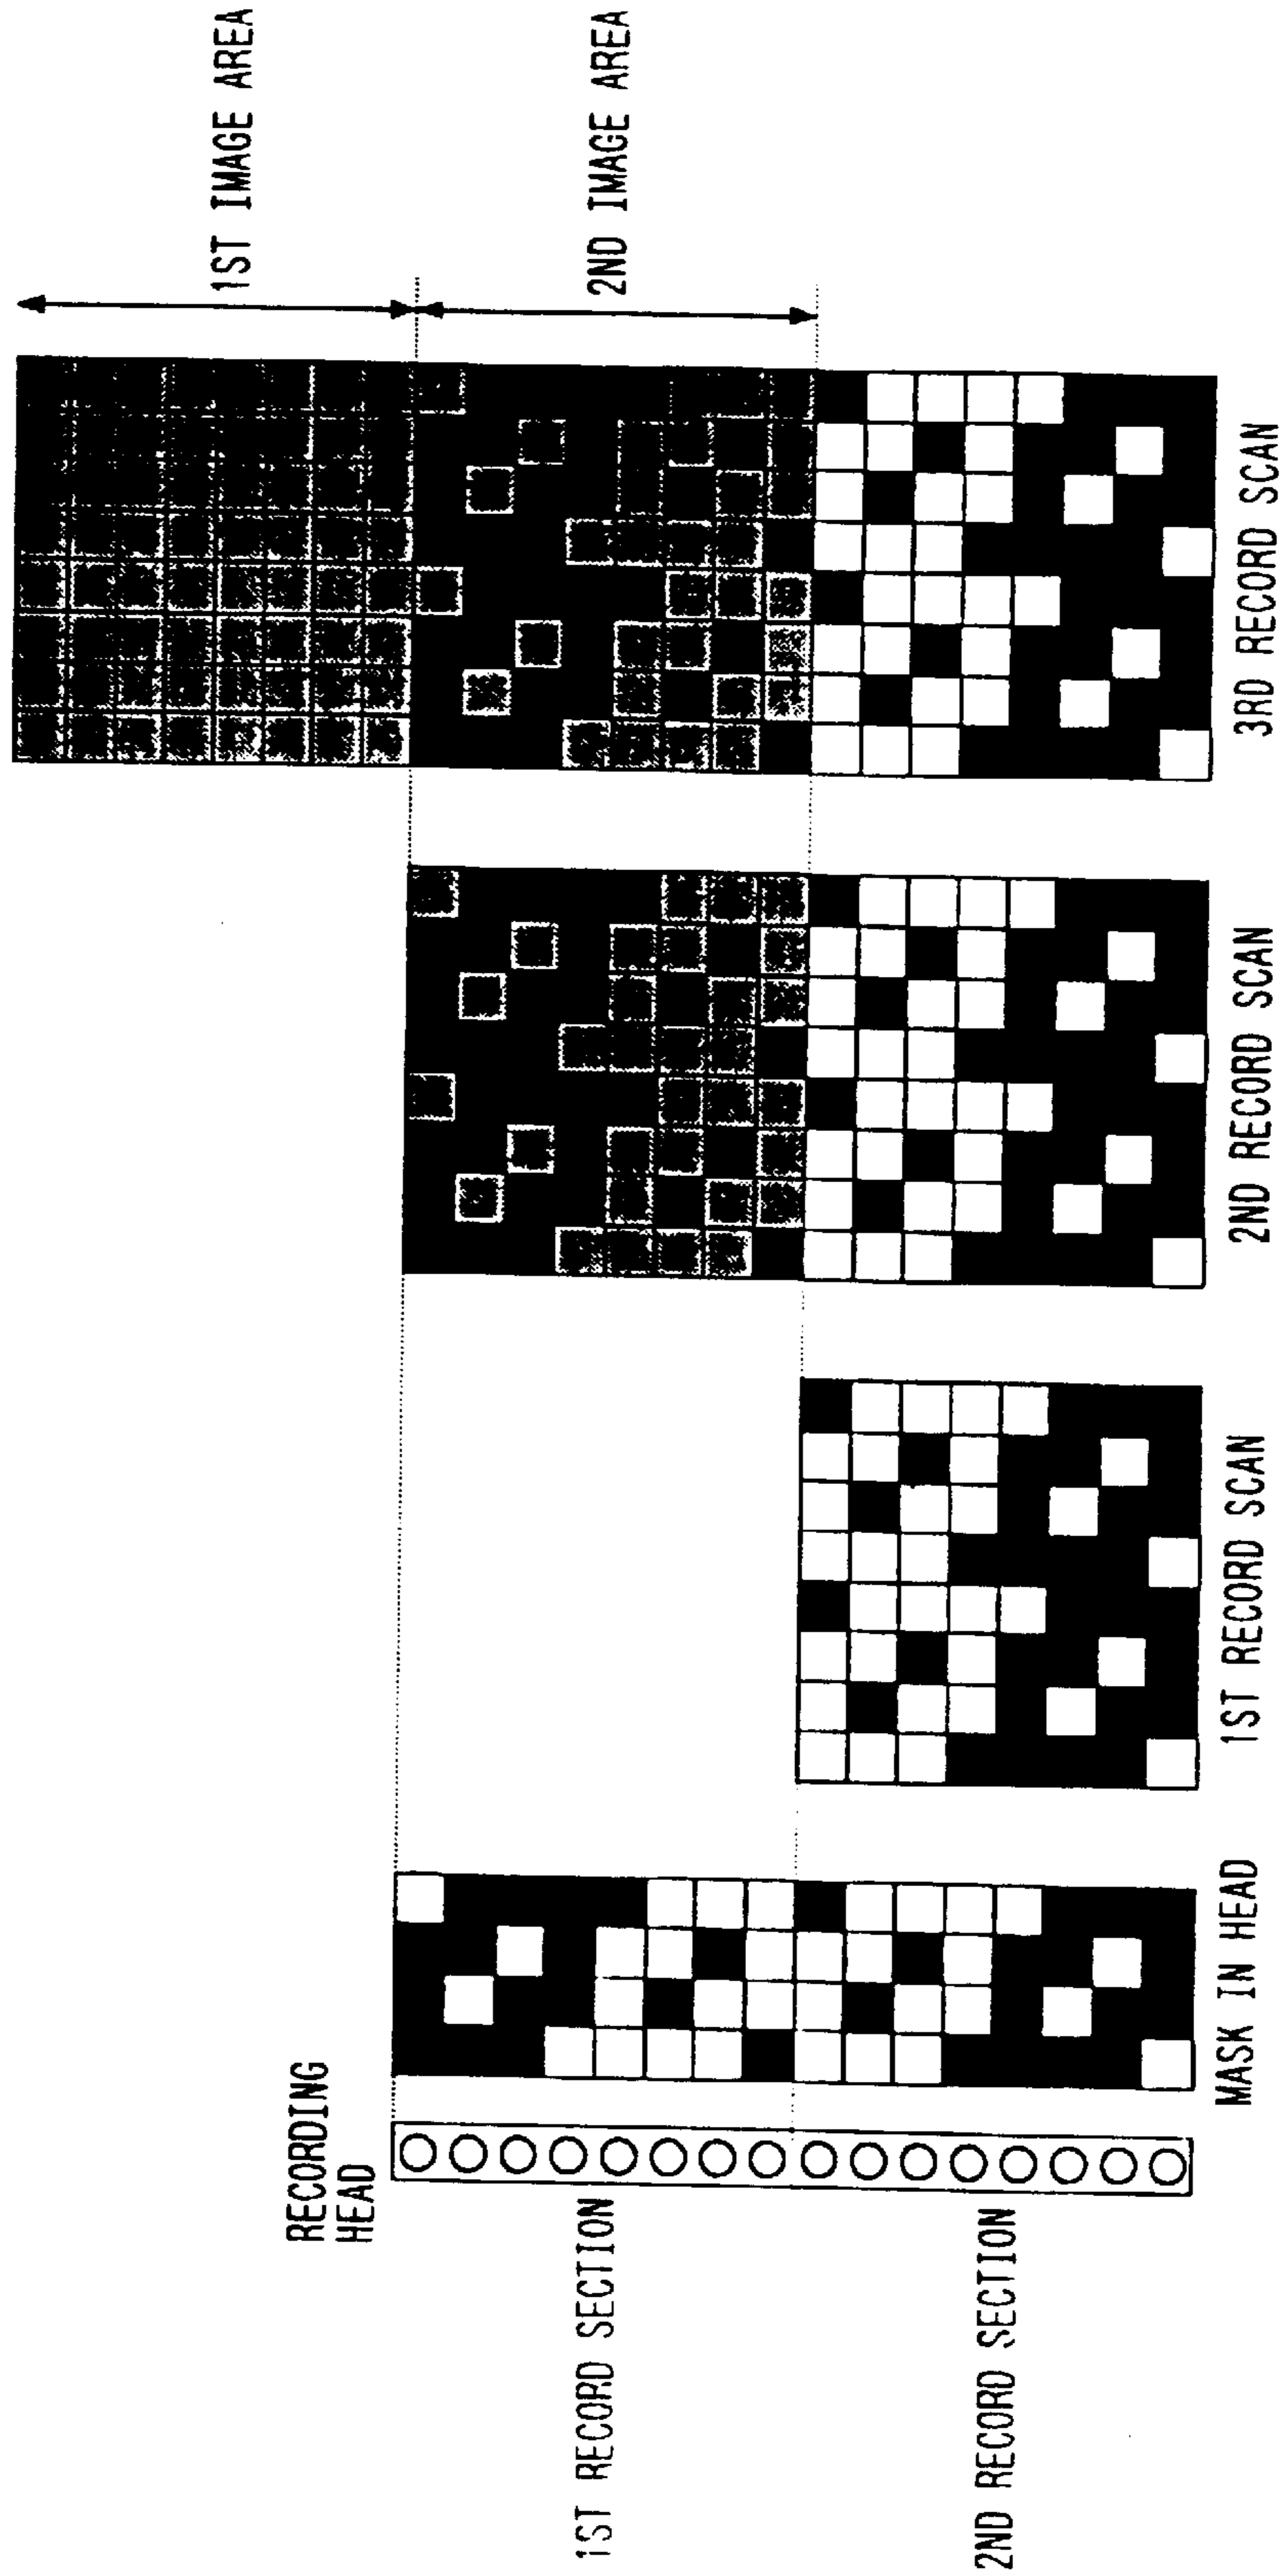 RECORDING
HEAD
1ST RECORD SECTION
2ND RECORD SECTION
MASK IN HEAD
1ST RECORD SCAN
2ND RECORD SCAN
3RD RECORD SCAN
1ST IMAGE AREA
2ND IMAGE AREA